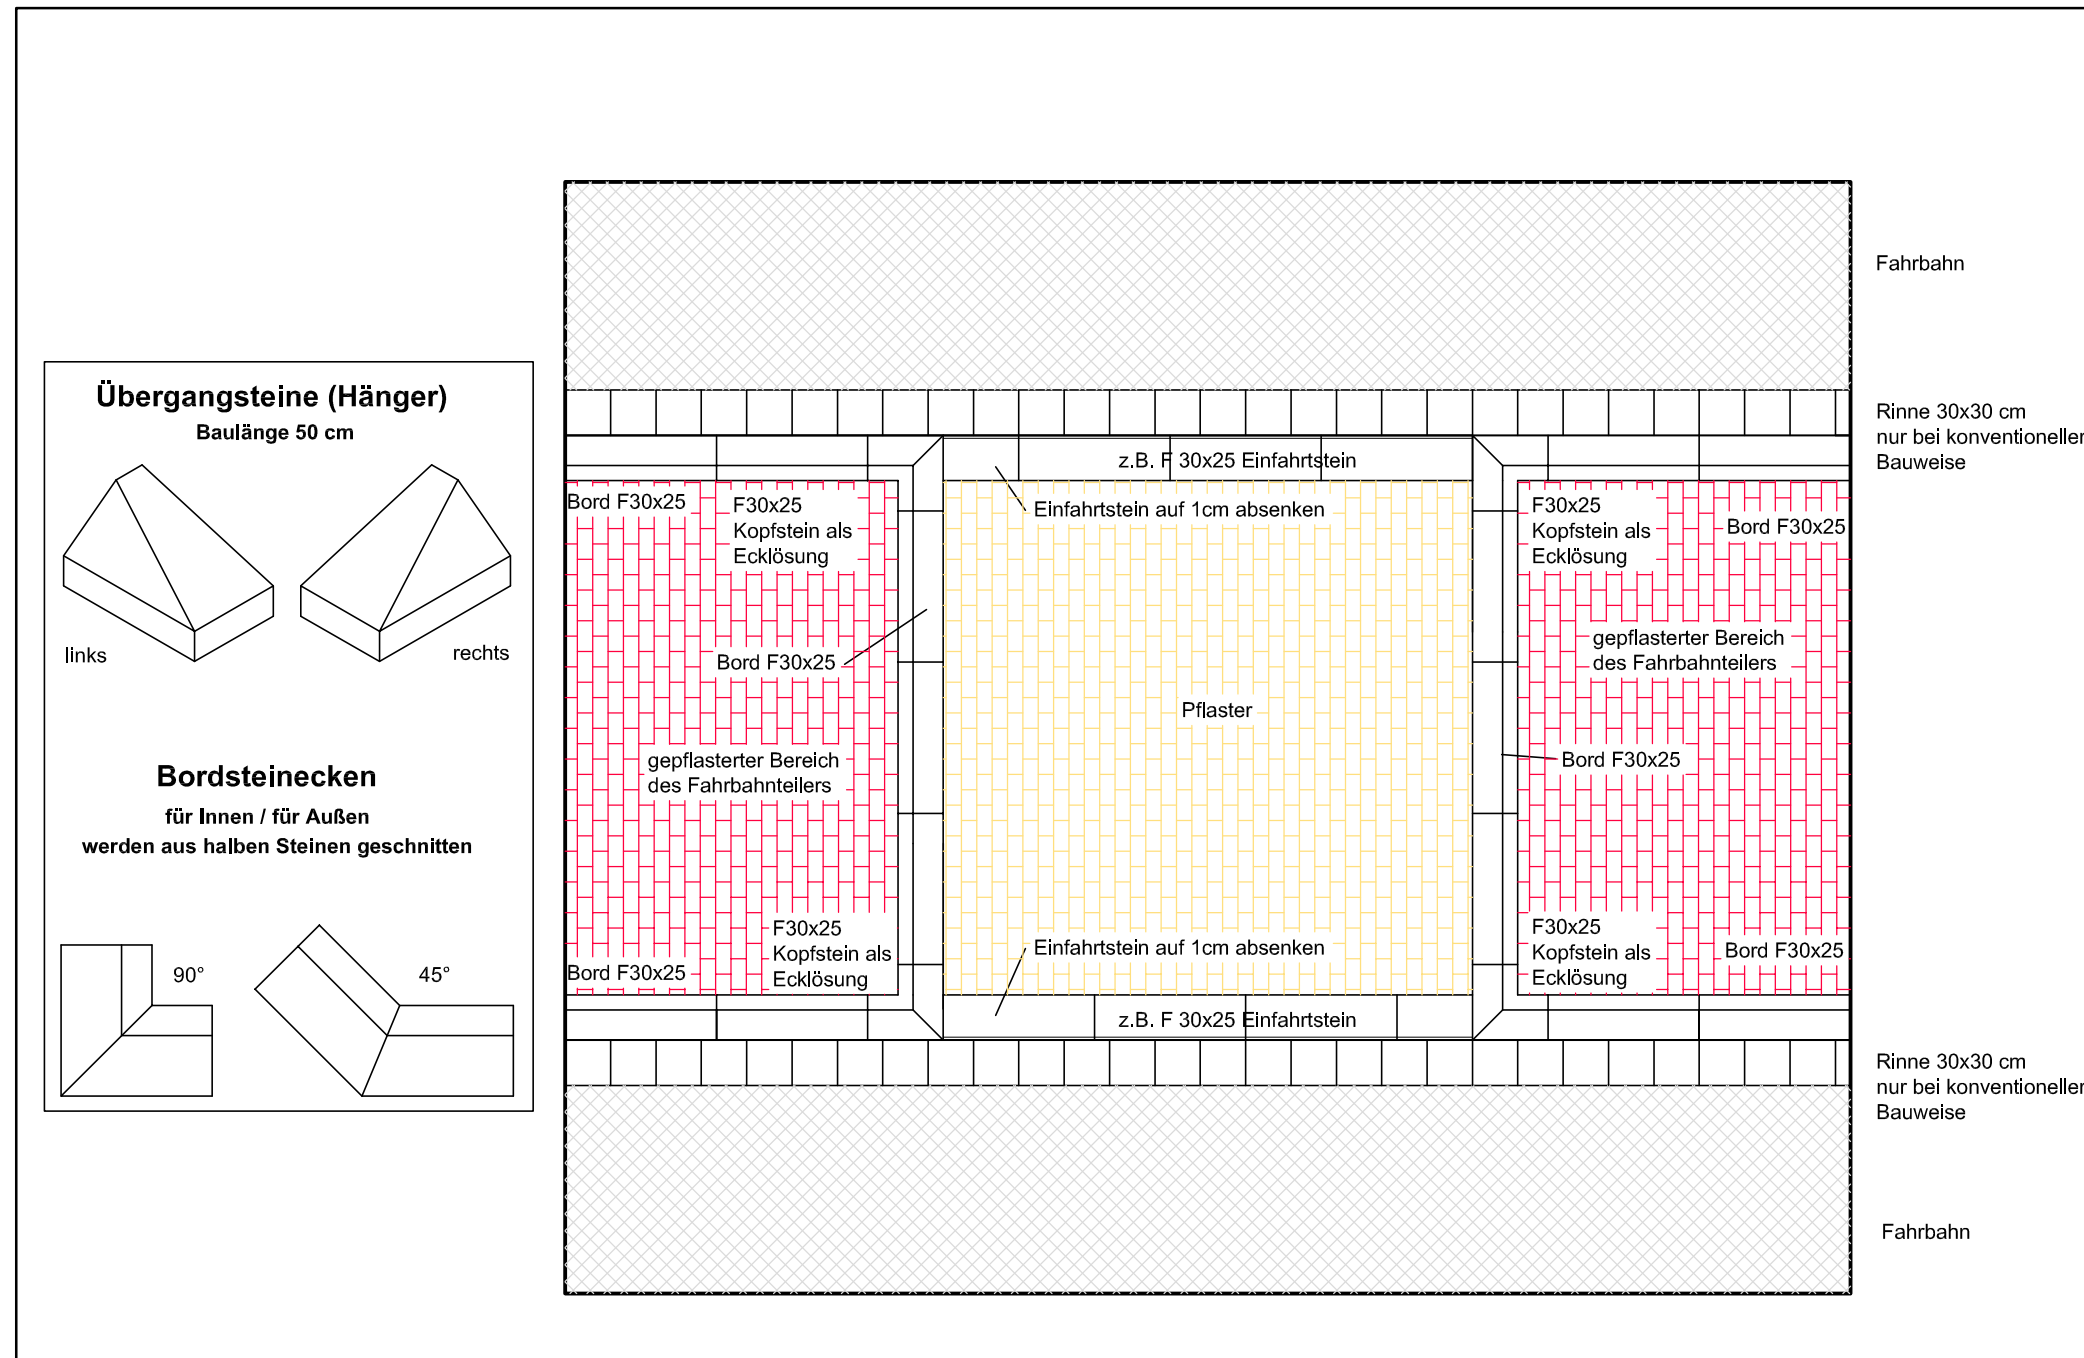 Fahrbahn
Übergangsteine (Hänger)
Baulänge 50 cm
links
rechts
Bordsteinecken
für Innen / für Außen
werden aus halben Steinen geschnitten
90°
45°
Rinne 30x30 cm
nur bei konventioneller
Bauweise
z.B. F 30x25 Einfahrtstein
Einfahrtstein auf 1cm absenken
Bord F30x25
F30x25
Kopfstein als
Ecklösung
F30x25
Kopfstein als
Ecklösung
Bord F30x25
Bord F30x25
gepflasterter Bereich
des Fahrbahnteilers
Pflaster
gepflasterter Bereich
des Fahrbahnteilers
Bord F30x25
Bord F30x25
F30x25
Kopfstein als
Ecklösung
Einfahrtstein auf 1cm absenken
F30x25
Kopfstein als
Ecklösung
Bord F30x25
z.B. F 30x25 Einfahrtstein
Rinne 30x30 cm
nur bei konventioneller
Bauweise
Fahrbahn